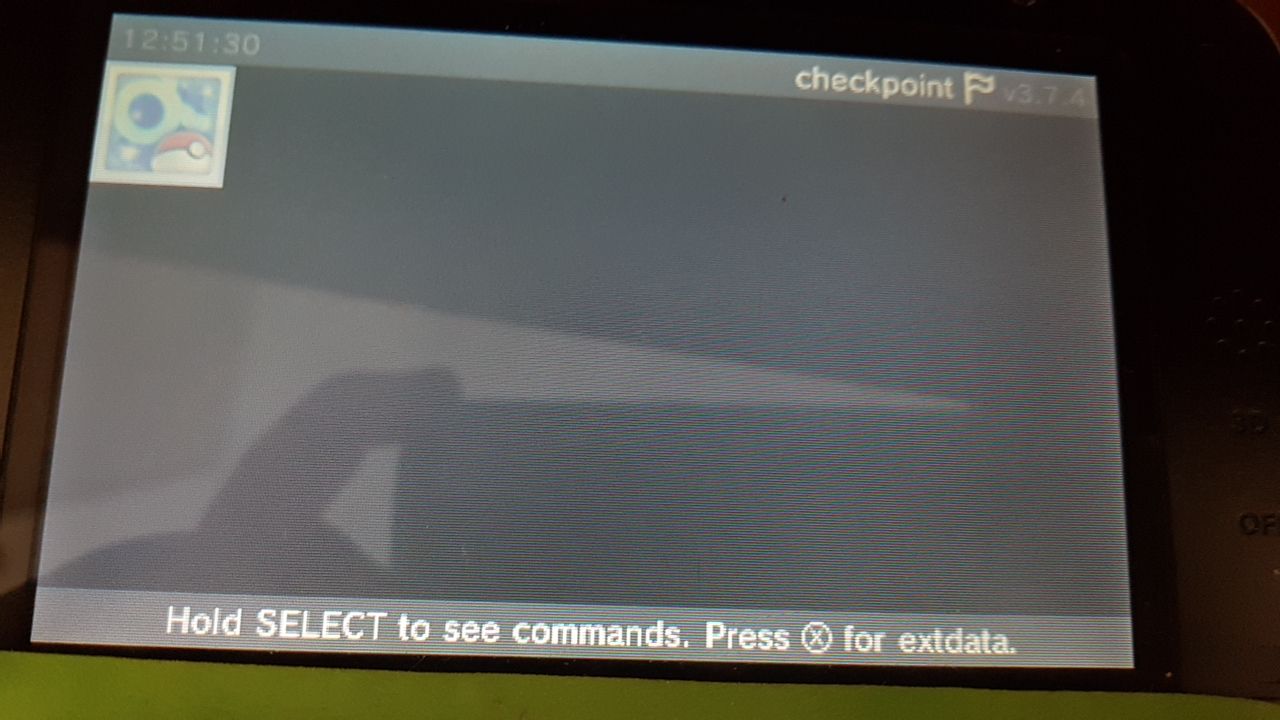 12:51:30
checkpoint v3.7.4
Hold SELECT to see commands. Press Ⓧ for extdata.